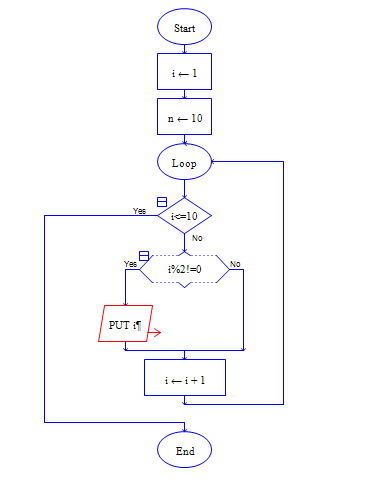 Start
i ← 1
n ← 10
Loop
Yes
i<=10
No
Yes
i%2!=0
No
PUT i¶
i ← i + 1
End